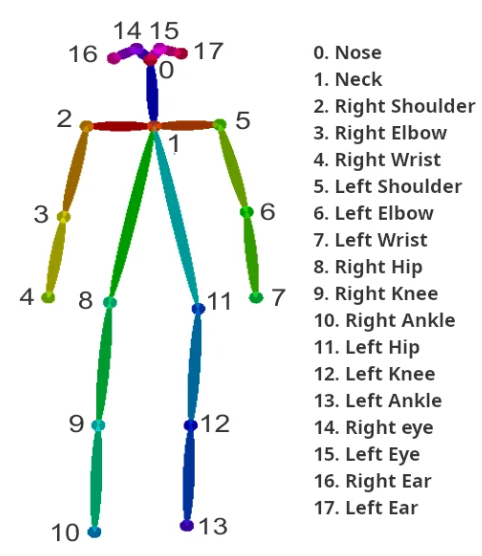 14 15
16 17
0
2 5
1
3 6
4 8 11 7
9 12
10 13
0. Nose
1. Neck
2. Right Shoulder
3. Right Elbow
4. Right Wrist
5. Left Shoulder
6. Left Elbow
7. Left Wrist
8. Right Hip
9. Right Knee
10. Right Ankle
11. Left Hip
12. Left Knee
13. Left Ankle
14. Right eye
15. Left Eye
16. Right Ear
17. Left Ear